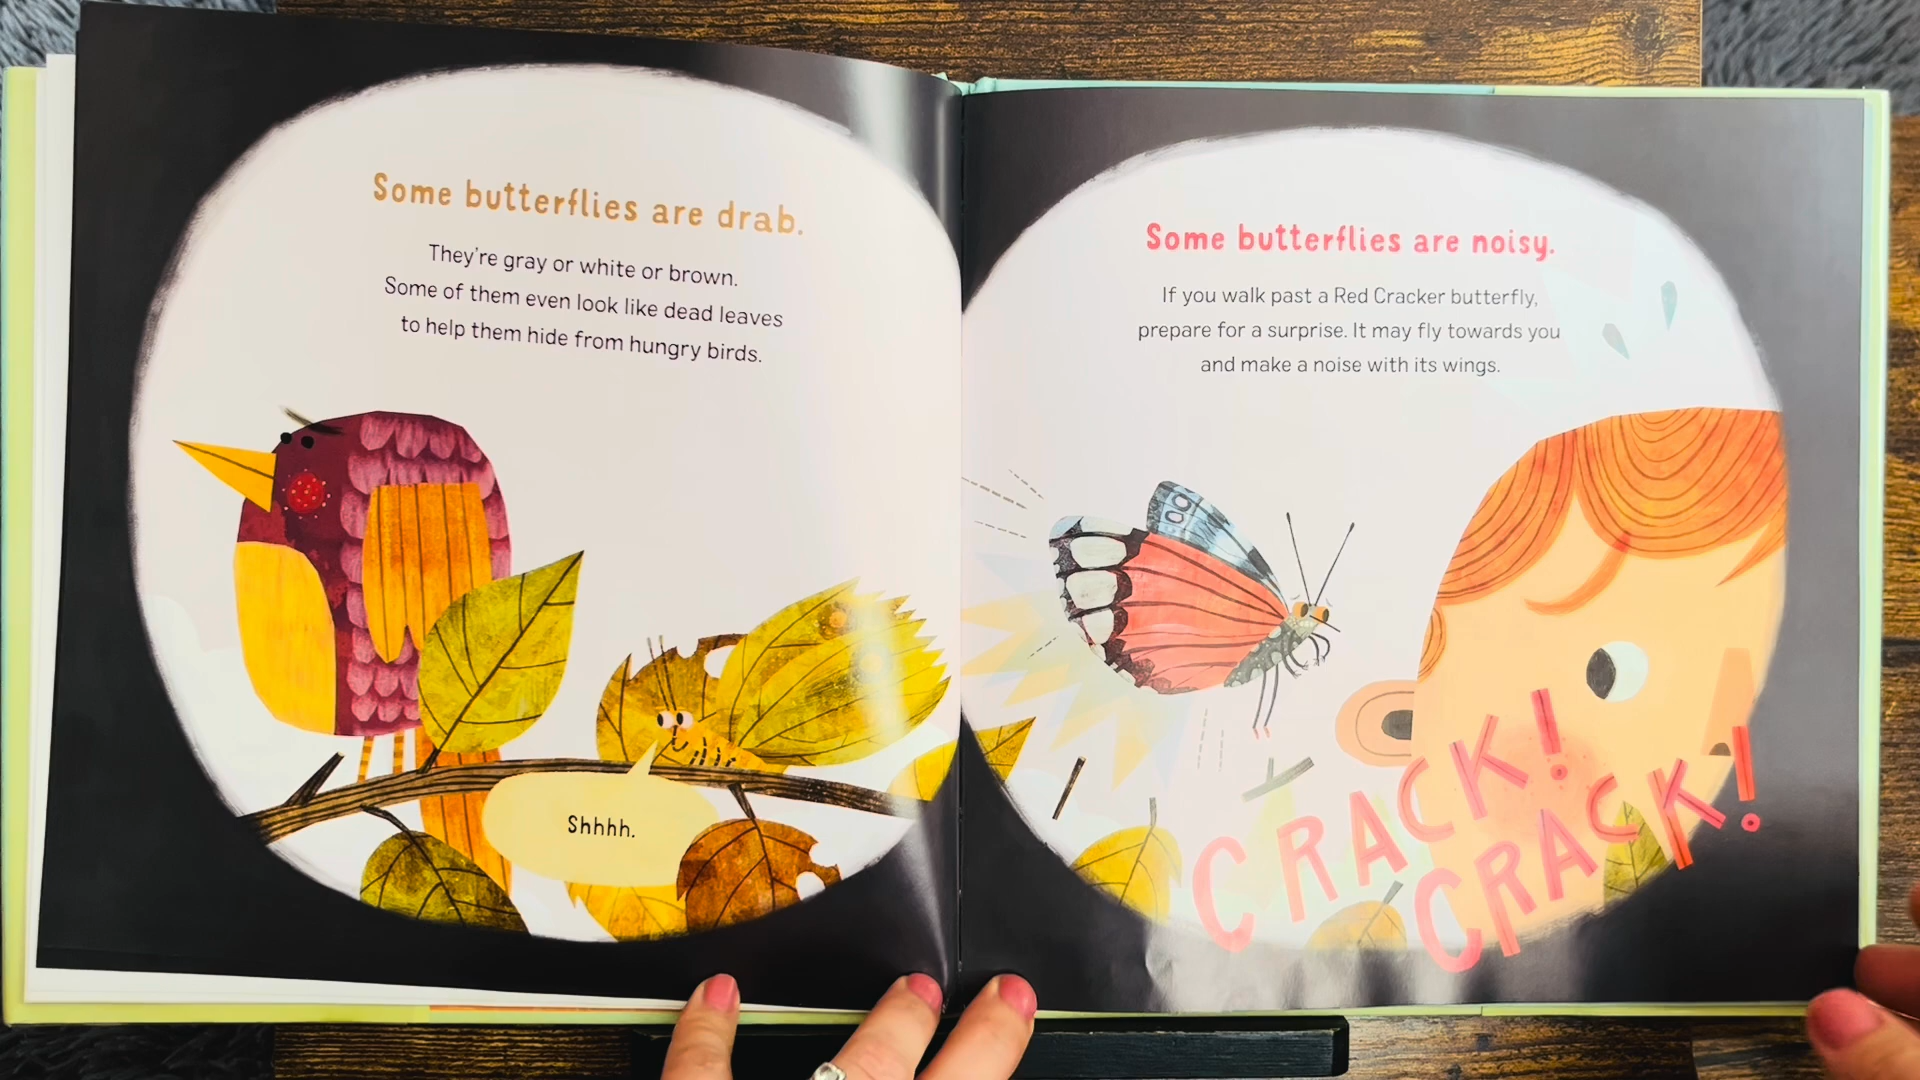 Some butterflies are drab.
They're gray or white or brown.
Some of them even look like dead leaves
to help them hide from hungry birds.
Shhhh.
Some butterflies are noisy.
If you walk past a Red Cracker butterfly,
prepare for a surprise. It may fly towards you
and make a noise with its wings.
CRACK!
CRACK!